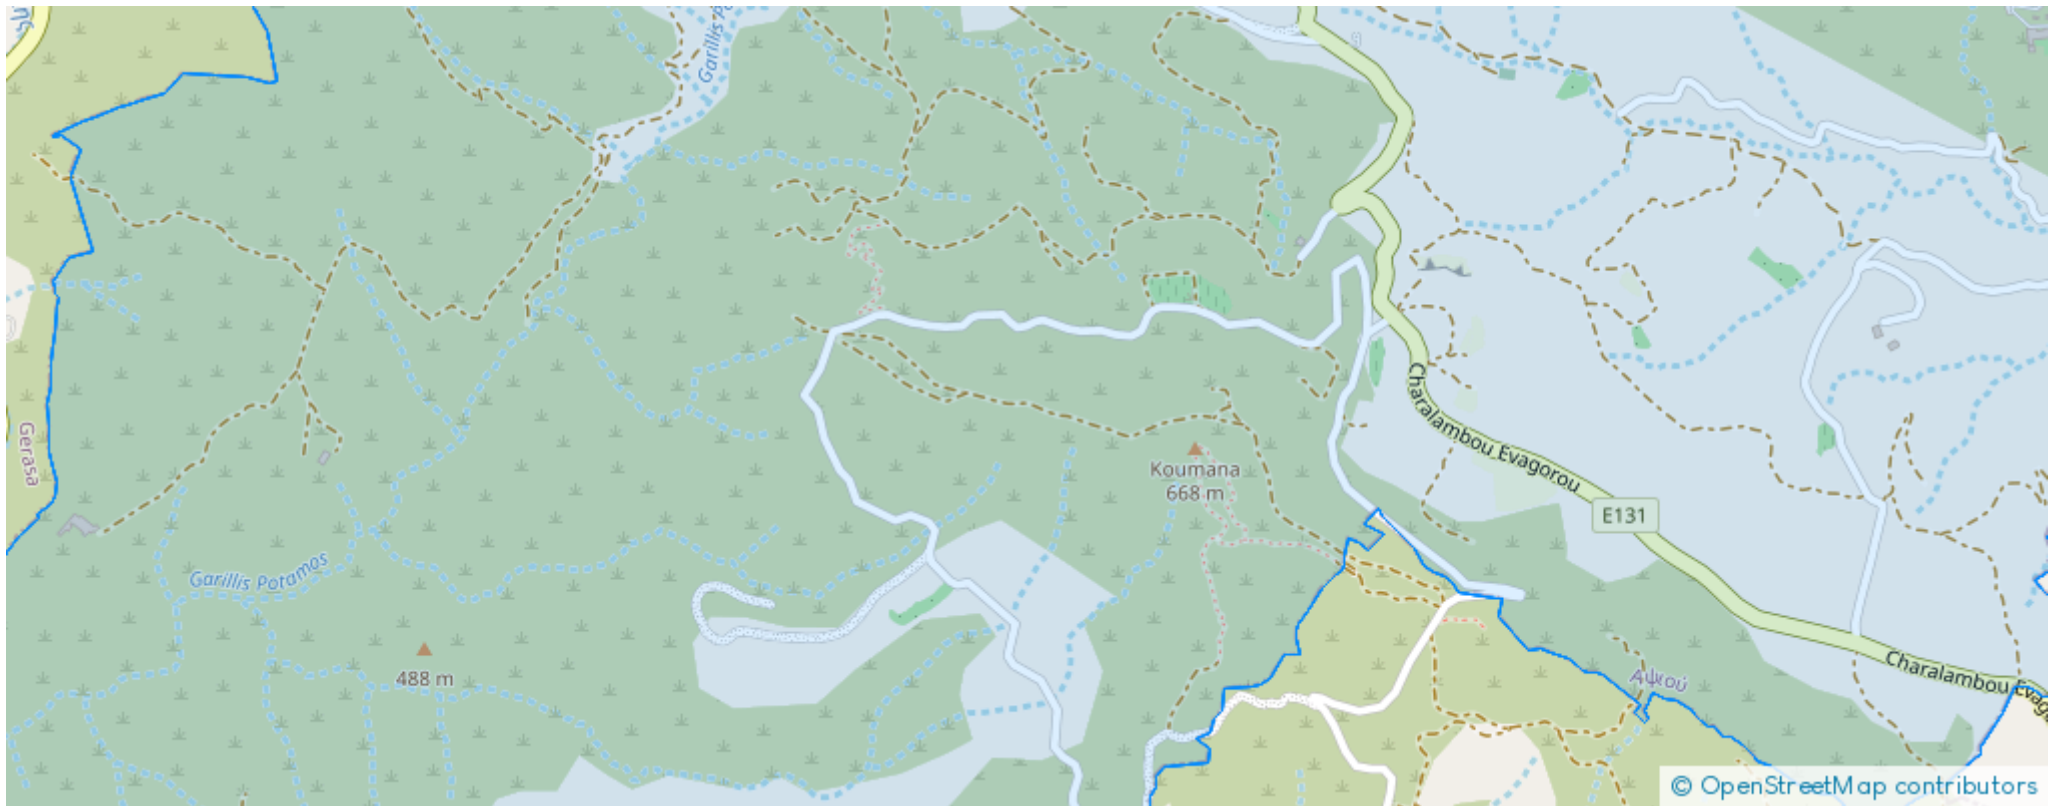 Garillis Po
Gerasa
Charalambou Evagorou
Koumana
668 m
E131
Garillis Potamos
488 m
Αψιού
Charalambou Evag
© OpenStreetMap contributors